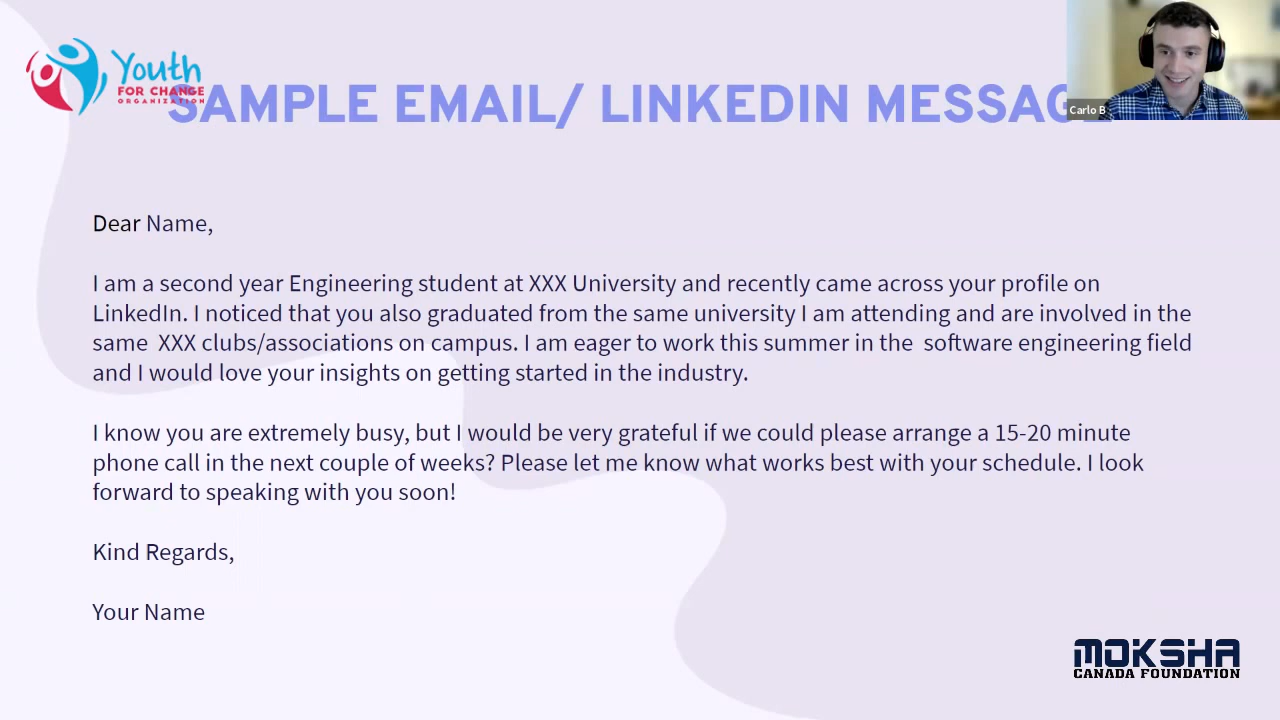 Youth
FOR CHANGE
ORGANIZATION
SAMPLE EMAIL/ LINKEDIN MESSAGE
Carlo B
Dear Name,
I am a second year Engineering student at XXX University and recently came across your profile on
LinkedIn. I noticed that you also graduated from the same university I am attending and are involved in the
same  XXX clubs/associations on campus. I am eager to work this summer in the  software engineering field
and I would love your insights on getting started in the industry.
I know you are extremely busy, but I would be very grateful if we could please arrange a 15-20 minute
phone call in the next couple of weeks? Please let me know what works best with your schedule. I look
forward to speaking with you soon!
Kind Regards,
Your Name
MOKSHA
CANADA FOUNDATION